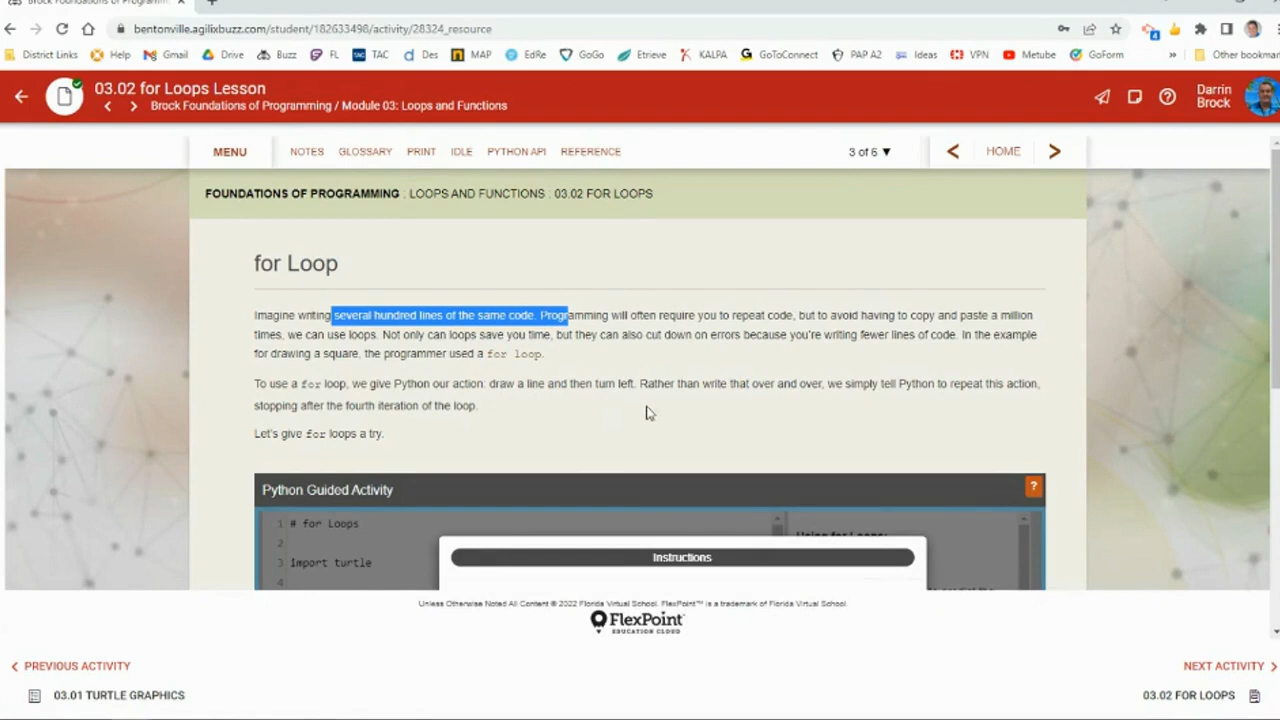 Brock Foundations of Programm
bentonville.agilixbuzz.com/student/182633498/activity/28324_resource
District Links Help Gmail Drive Buzz FL TAC TAC Des MAP EdRe GoGo Etrieve KALPA GoToConnect PAP A2 Ideas VPN Metube GoForm » Other bookmar
03.02 for Loops Lesson
Brock Foundations of Programming / Module 03: Loops and Functions
Darrin
Brock
MENU NOTES GLOSSARY PRINT IDLE PYTHON API REFERENCE 3 of 6 ▼ HOME
FOUNDATIONS OF PROGRAMMING : LOOPS AND FUNCTIONS : 03.02 FOR LOOPS
for Loop
Imagine writing several hundred lines of the same code. Programming will often require you to repeat code, but to avoid having to copy and paste a million
times, we can use loops. Not only can loops save you time, but they can also cut down on errors because you're writing fewer lines of code. In the example
for drawing a square, the programmer used a for loop.
To use a for loop, we give Python our action: draw a line and then turn left. Rather than write that over and over, we simply tell Python to repeat this action,
stopping after the fourth iteration of the loop.
Let's give for loops a try.
Python Guided Activity ?
1 # for Loops
2
3 import turtle
4
Instructions
Unless Otherwise Noted All Content © 2022 Florida Virtual School. FlexPoint™ is a trademark of Florida Virtual School.
FlexPoint
EDUCATION CLOUD
PREVIOUS ACTIVITY NEXT ACTIVITY
03.01 TURTLE GRAPHICS 03.02 FOR LOOPS